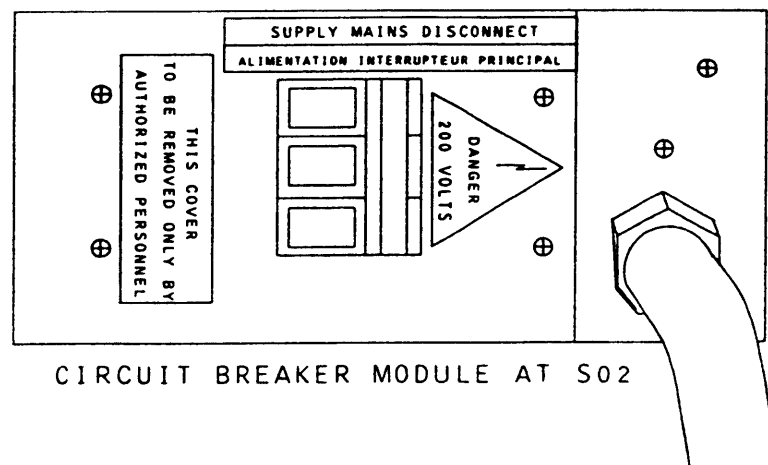 SUPPLY MAINS DISCONNECT
ALIMENTATION INTERRUPTEUR PRINCIPAL
THIS COVER
TO BE REMOVED ONLY BY
AUTHORIZED PERSONNEL
DANGER
200 VOLTS
CIRCUIT BREAKER MODULE AT S02